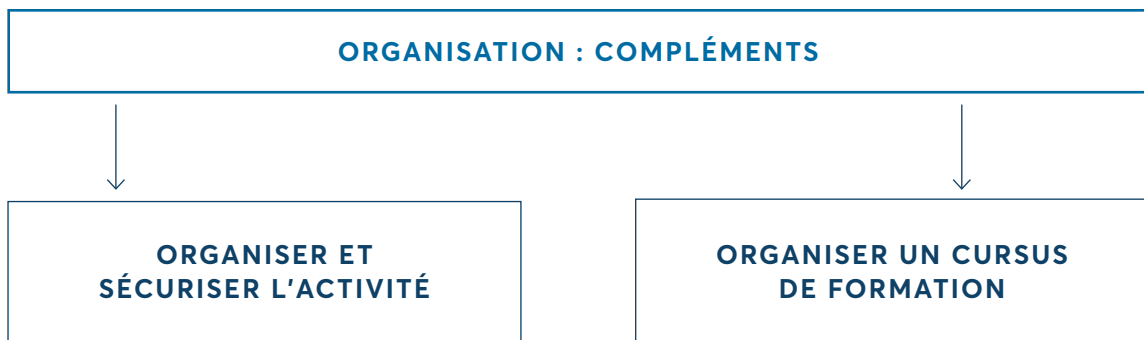 ORGANISATION : COMPLÉMENTS
ORGANISER ET
SÉCURISER L'ACTIVITÉ
ORGANISER UN CURSUS
DE FORMATION